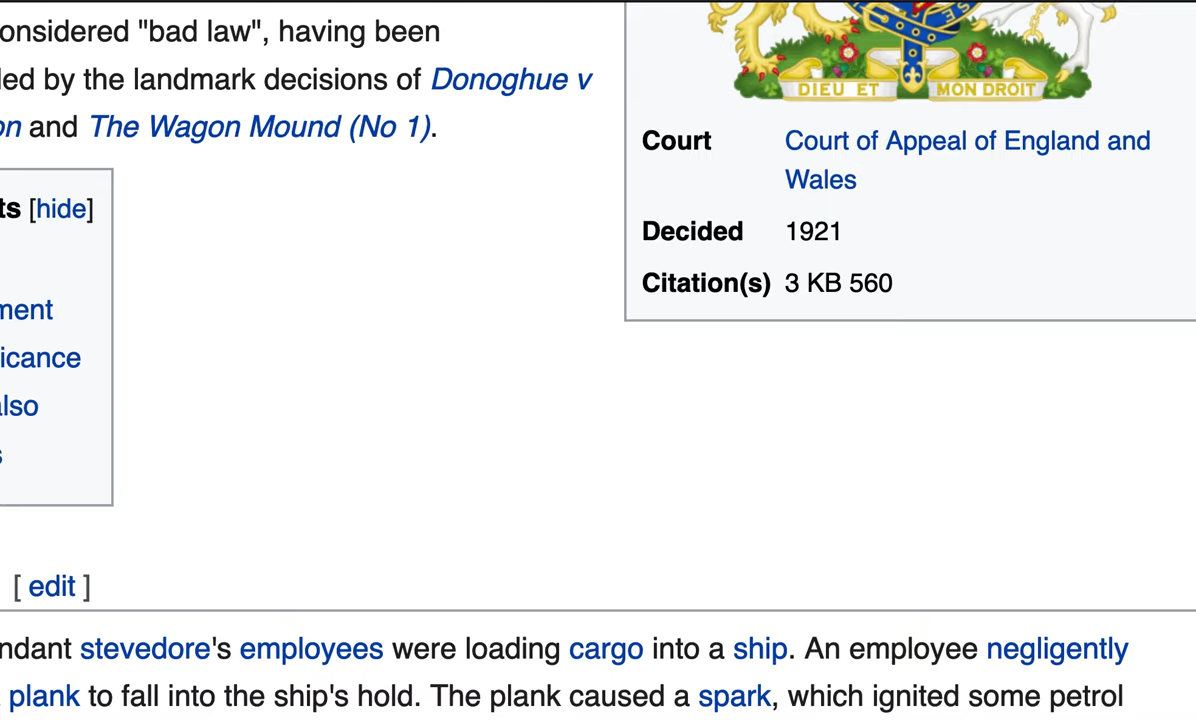 onsidered "bad law", having been
led by the landmark decisions of Donoghue v
on and The Wagon Mound (No 1).
DIEU ET MON DROIT
Court Court of Appeal of England and
Wales
Decided 1921
Citation(s) 3 KB 560
ts [hide]
ment
icance
also
s
[ edit ]
ndant stevedore's employees were loading cargo into a ship. An employee negligently
plank to fall into the ship's hold. The plank caused a spark, which ignited some petrol